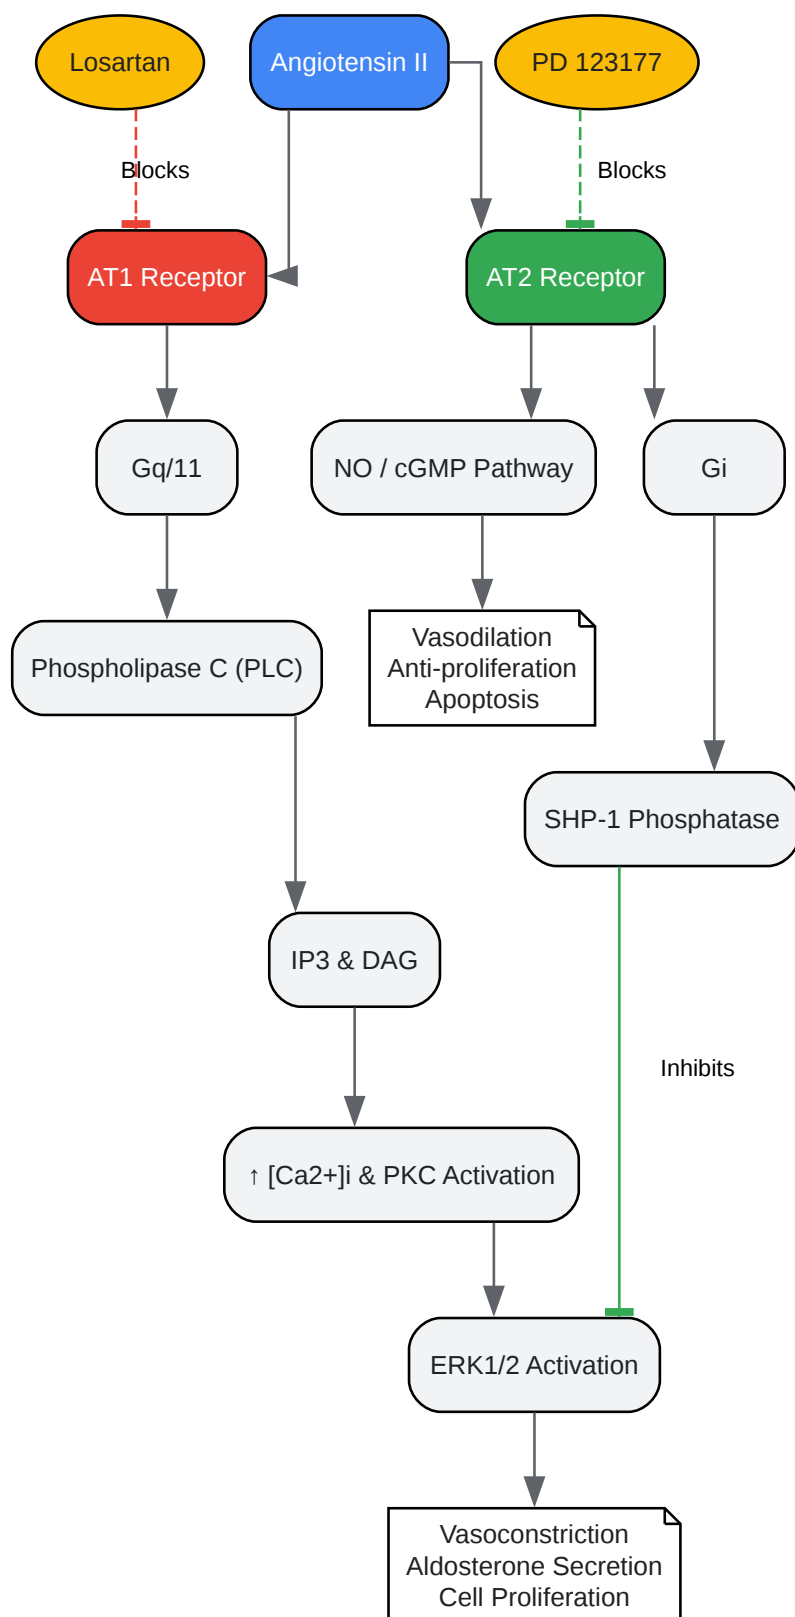 Losartan
Angiotensin II
PD 123177
Blocks
Blocks
AT1 Receptor
AT2 Receptor
Gq/11
NO / cGMP Pathway
Gi
Phospholipase C (PLC)
Vasodilation
Anti-proliferation
Apoptosis
SHP-1 Phosphatase
IP3 & DAG
Inhibits
↑ [Ca2+]i & PKC Activation
ERK1/2 Activation
Vasoconstriction
Aldosterone Secretion
Cell Proliferation